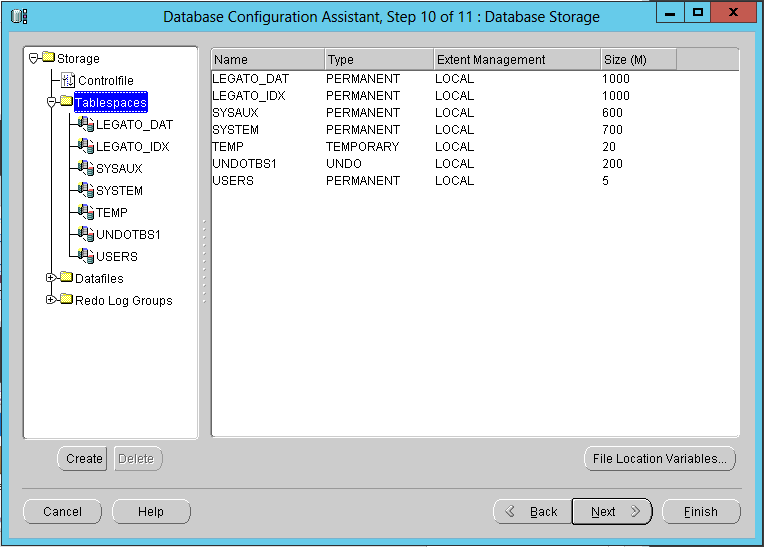 Database Configuration Assistant, Step 10 of 11 : Database Storage
Storage
Controlfile
Tablespaces
LEGATO_DAT
LEGATO_IDX
SYSAUX
SYSTEM
TEMP
UNDOTBS1
USERS
Datafiles
Redo Log Groups
Name Type Extent Management Size (M)
LEGATO_DAT PERMANENT LOCAL 1000
LEGATO_IDX PERMANENT LOCAL 1000
SYSAUX PERMANENT LOCAL 600
SYSTEM PERMANENT LOCAL 700
TEMP TEMPORARY LOCAL 20
UNDOTBS1 UNDO LOCAL 200
USERS PERMANENT LOCAL 5
Create Delete File Location Variables...
Cancel Help Back Next Finish